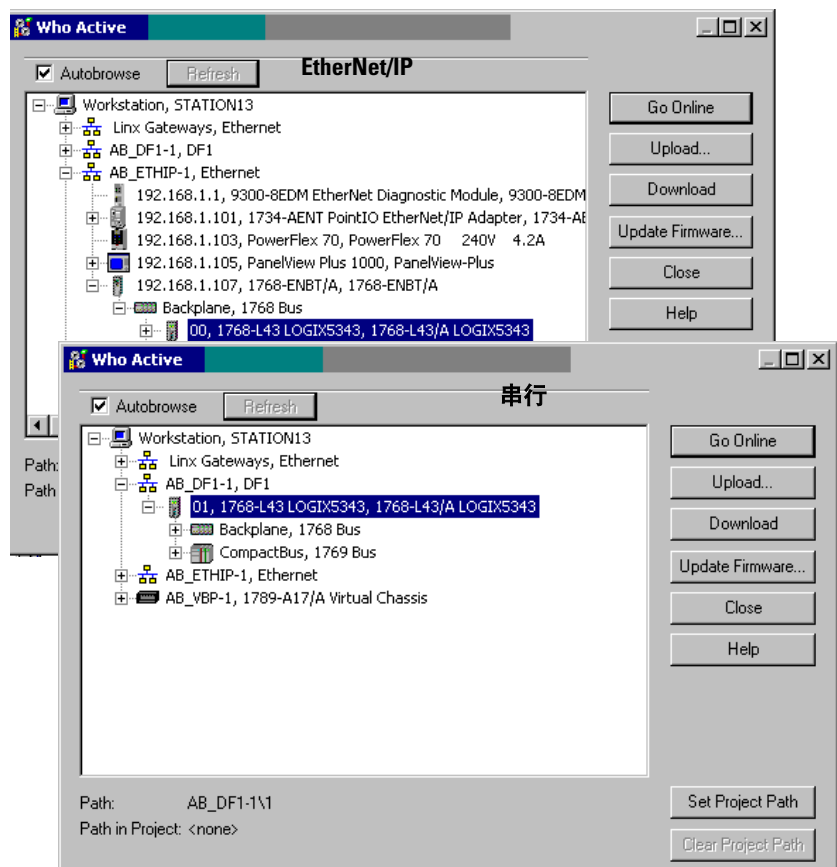 Who Active
EtherNet/IP
Autobrowse
Refresh
Workstation, STATION13
Linx Gateways, Ethernet
AB_DF1-1, DF1
AB_ETHIP-1, Ethernet
192.168.1.1, 9300-8EDM EtherNet Diagnostic Module, 9300-8EDM
192.168.1.101, 1734-AENT PointIO EtherNet/IP Adapter, 1734-AE
192.168.1.103, PowerFlex 70, PowerFlex 70 240V 4.2A
192.168.1.105, PanelView Plus 1000, PanelView-Plus
192.168.1.107, 1768-ENBT/A, 1768-ENBT/A
Backplane, 1768 Bus
00, 1768-L43 LOGIX5343, 1768-L43/A LOGIX5343
Go Online
Upload...
Download
Update Firmware...
Close
Help
Path:
Path
Who Active
串行
Autobrowse
Refresh
Workstation, STATION13
Linx Gateways, Ethernet
AB_DF1-1, DF1
01, 1768-L43 LOGIX5343, 1768-L43/A LOGIX5343
Backplane, 1768 Bus
CompactBus, 1769 Bus
AB_ETHIP-1, Ethernet
AB_VBP-1, 1789-A17/A Virtual Chassis
Go Online
Upload...
Download
Update Firmware...
Close
Help
Path: AB_DF1-1\1
Path in Project: <none>
Set Project Path
Clear Project Path